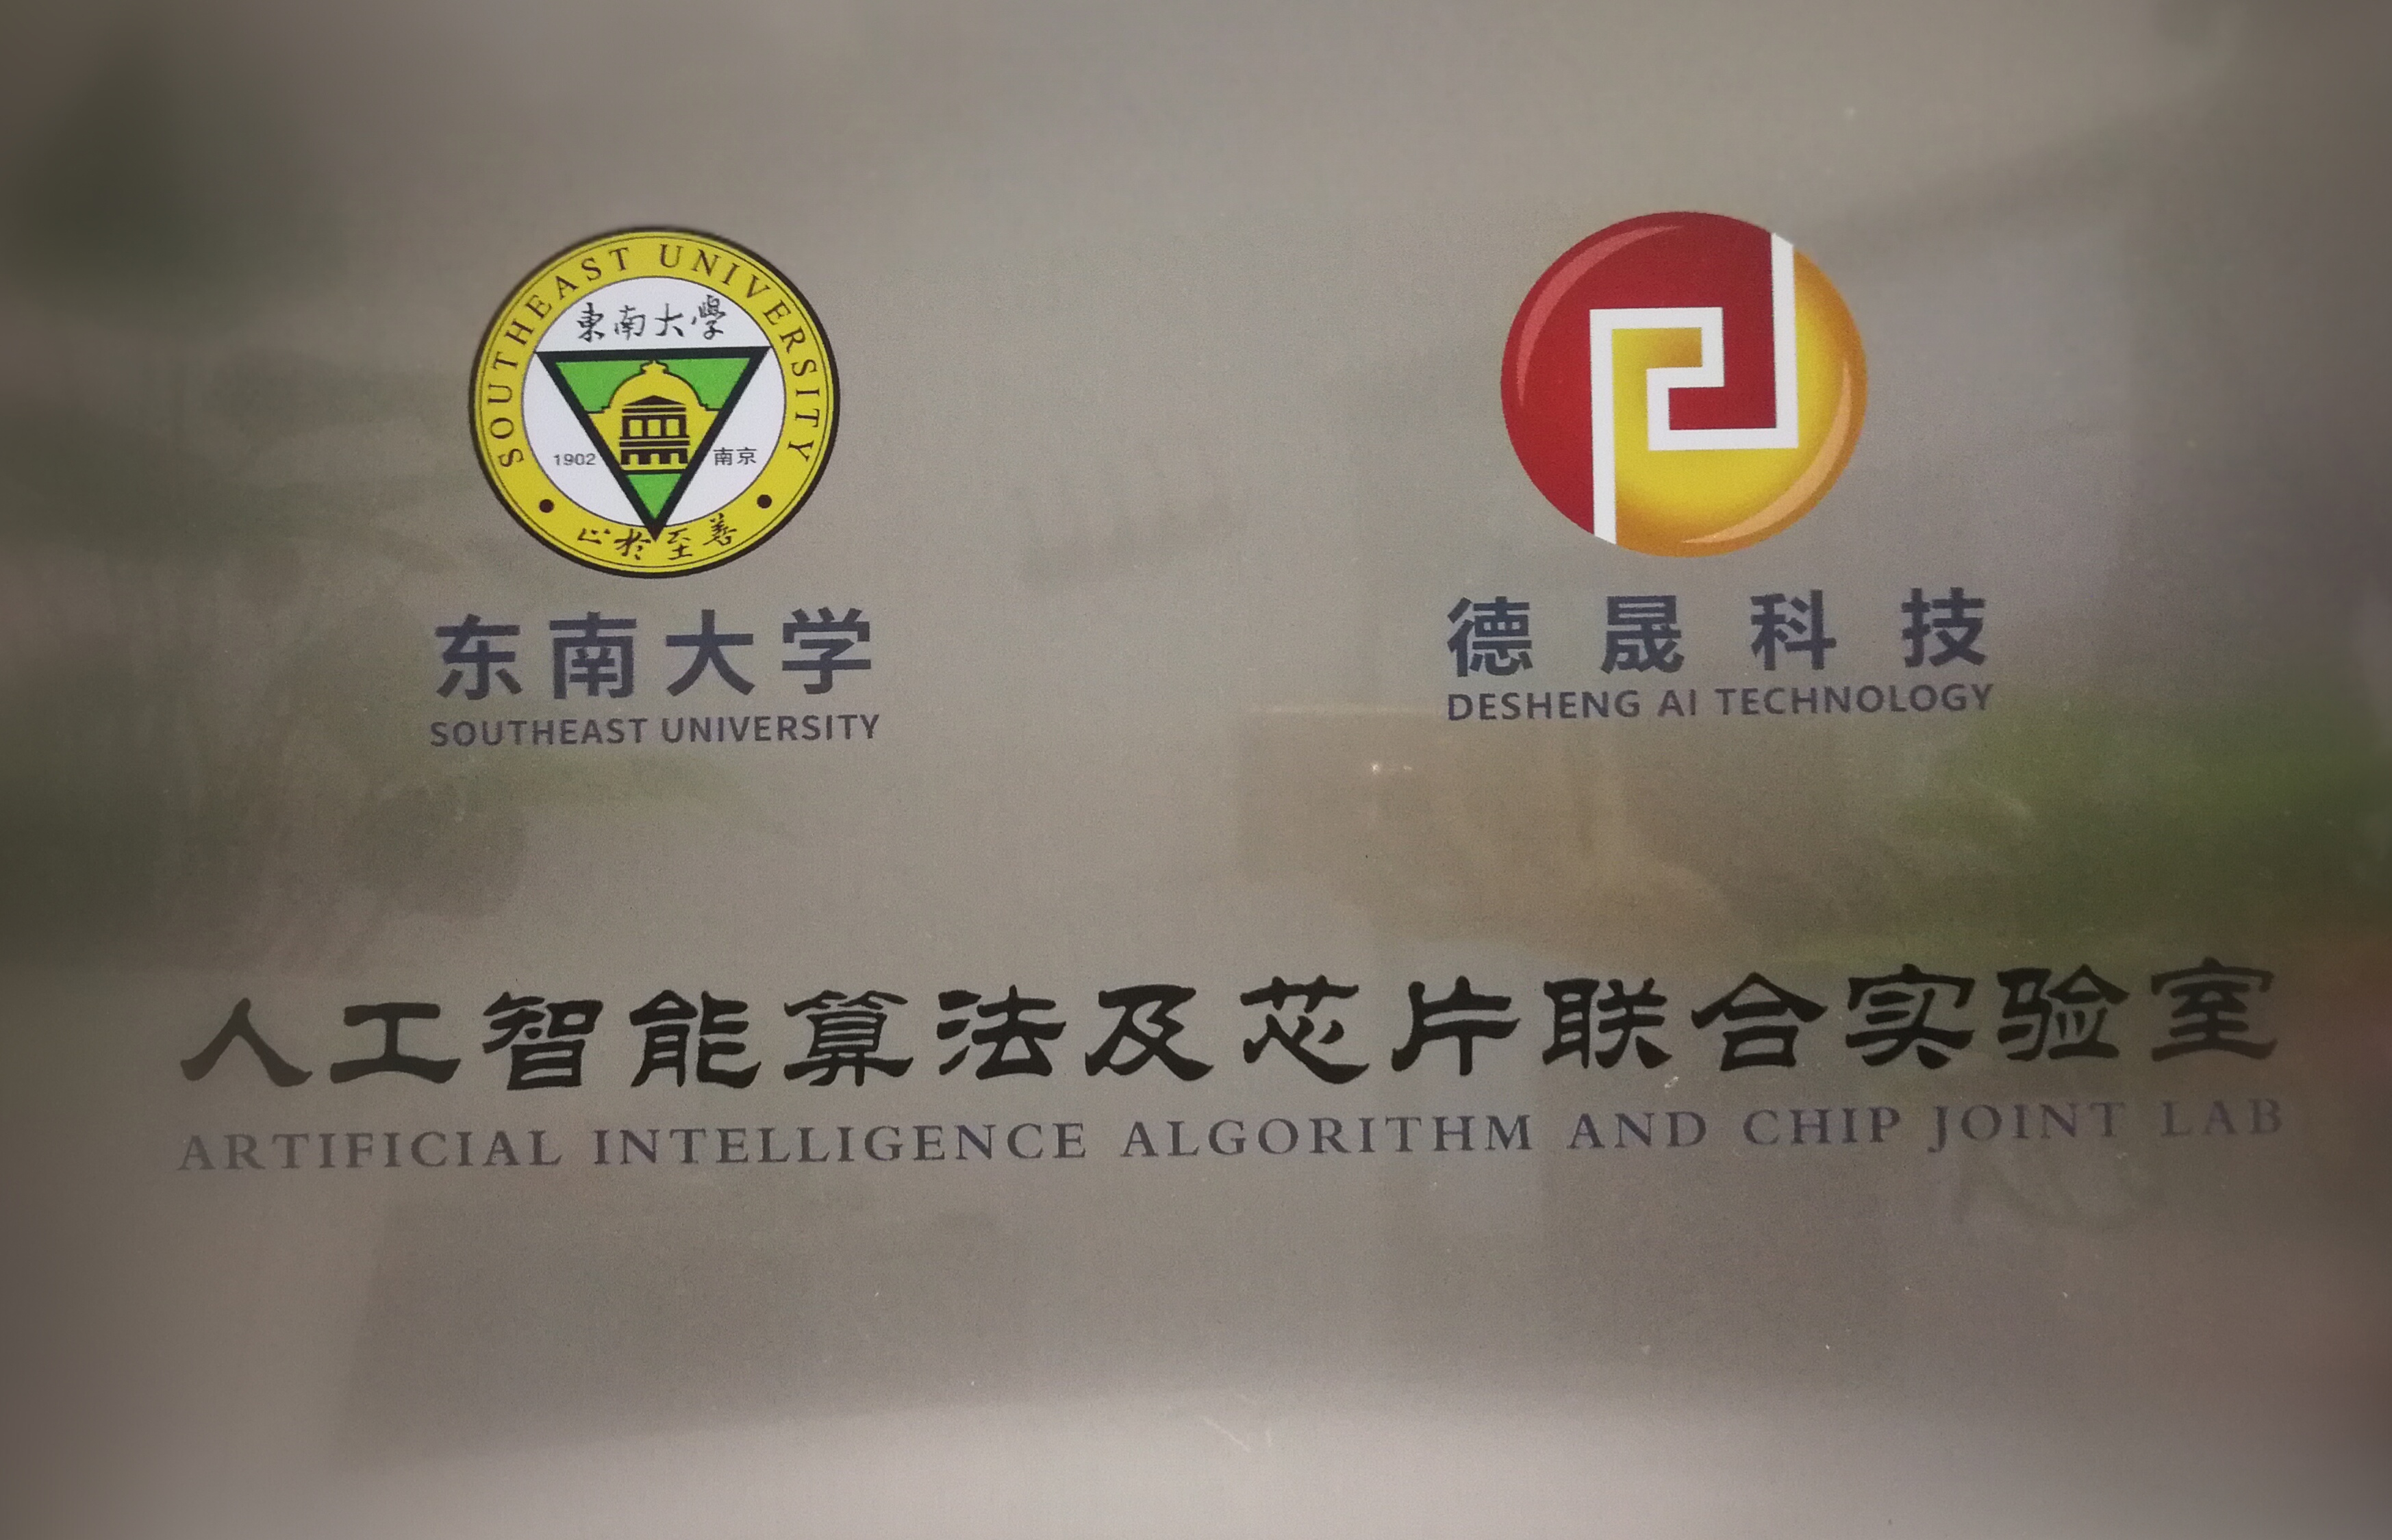 SOUTHEAST UNIVERSITY
東南大學
1902 南京
止於至善
东南大学
SOUTHEAST UNIVERSITY
德晟科技
DESHENG AI TECHNOLOGY
人工智能算法及芯片联合实验室
ARTIFICIAL INTELLIGENCE ALGORITHM AND CHIP JOINT LAB